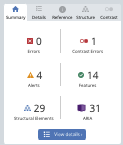 Summary Details Reference Structure Contrast
0 1
Errors Contrast Errors
4 14
Alerts Features
29 31
Structural Elements ARIA
View details